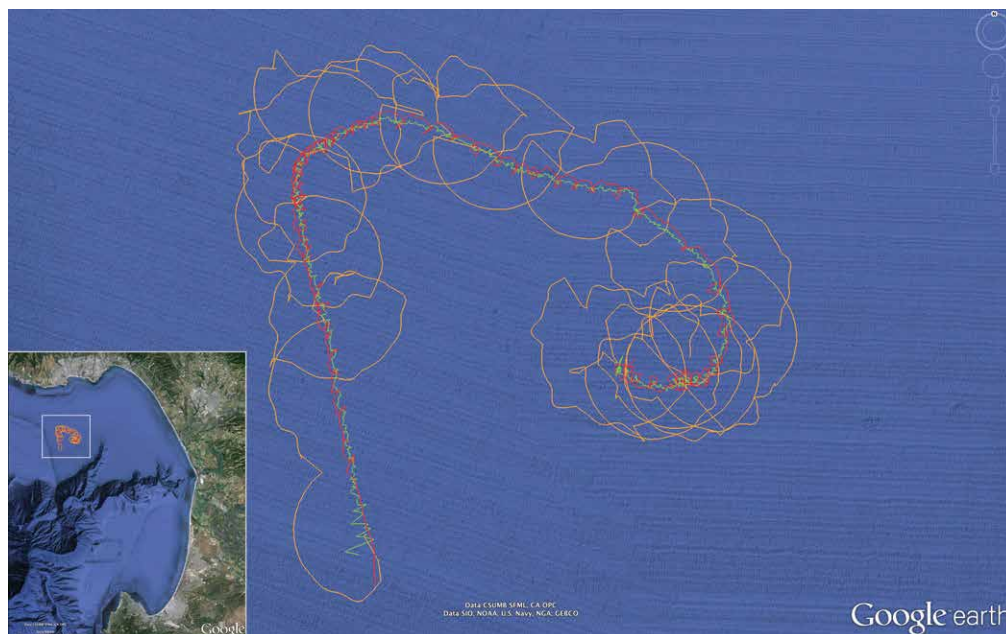 Data CSUMB SFML, CA OPC
Data SIO, NOAA, U.S. Navy, NGA, GEBCO
Google earth
Google